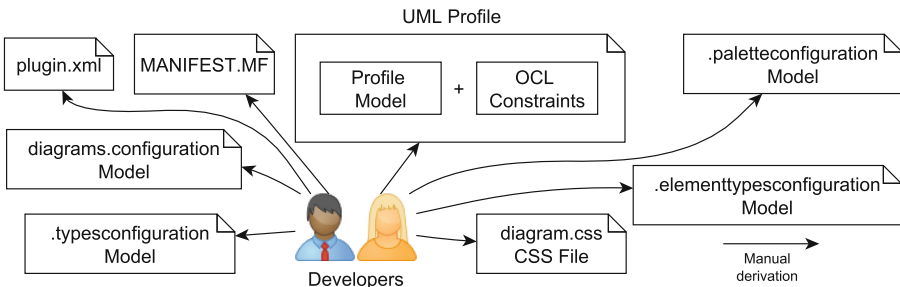 UML Profile
plugin.xml
MANIFEST.MF
Profile
Model
+
OCL
Constraints
.paletteconfiguration
Model
diagrams.configuration
Model
.elementtypesconfiguration
Model
.typesconfiguration
Model
diagram.css
CSS File
Developers
Manual
derivation